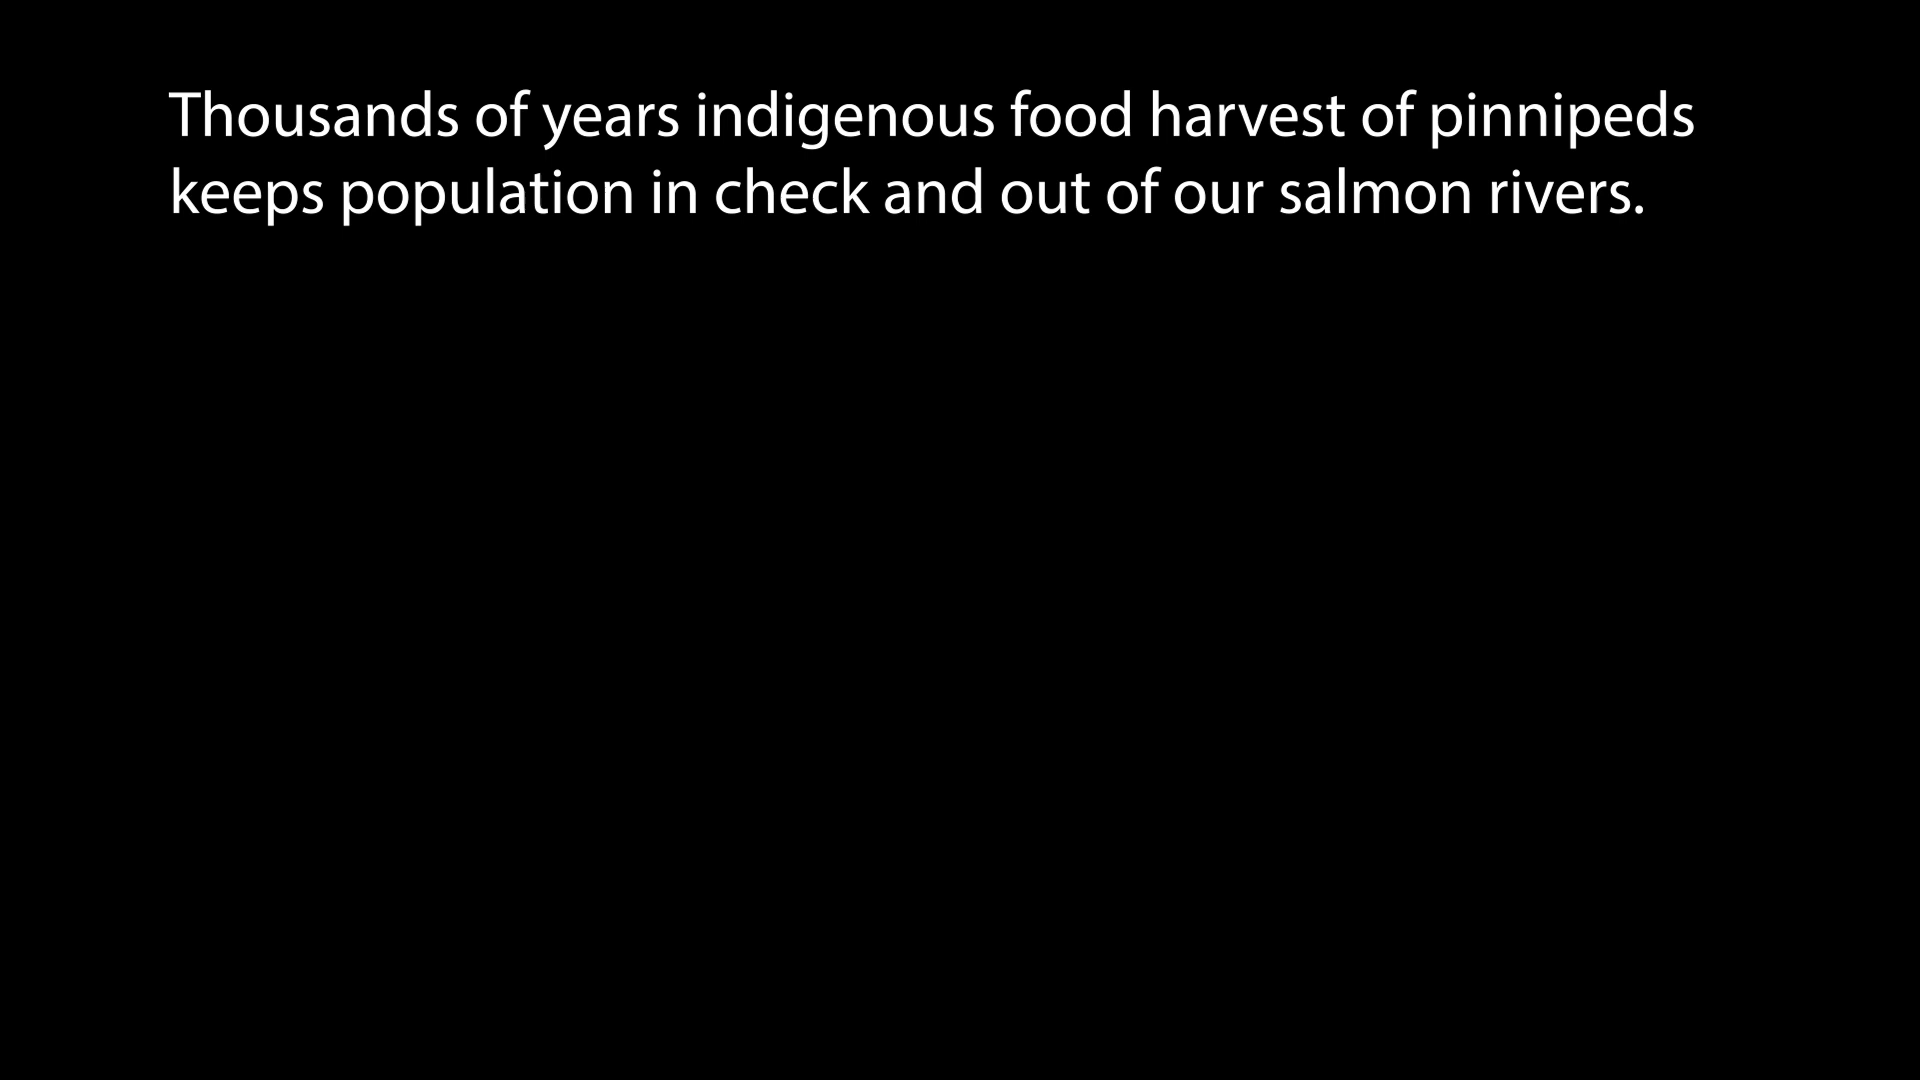 Thousands of years indigenous food harvest of pinnipeds
keeps population in check and out of our salmon rivers.